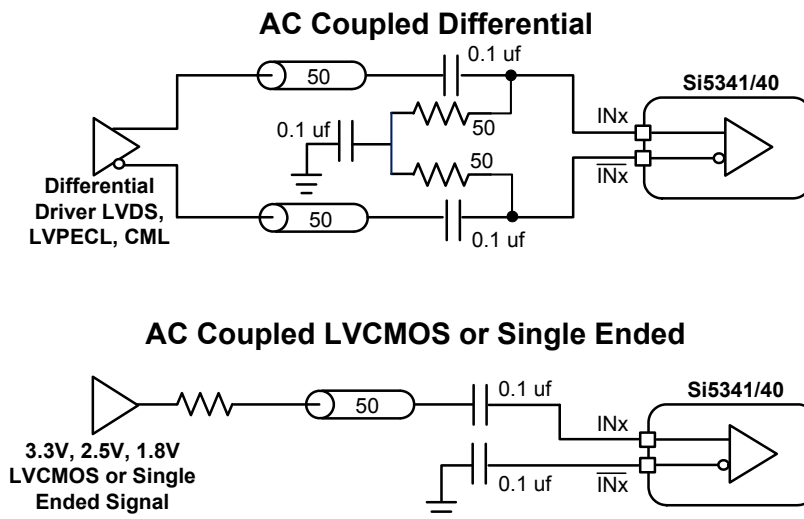 AC Coupled Differential
0.1 uf
50
Si5341/40
INx
0.1 uf
50
50
INx
Differential
Driver LVDS,
LVPECL, CML
50
0.1 uf
AC Coupled LVCMOS or Single Ended
0.1 uf
Si5341/40
50
INx
3.3V, 2.5V, 1.8V
LVCMOS or Single
Ended Signal
0.1 uf
INx